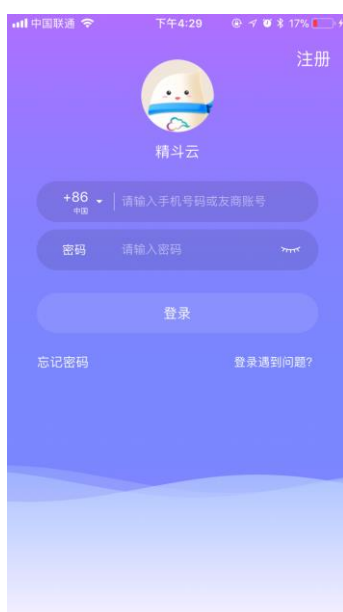 中国联通 下午4:29 17%
注册
精斗云
+86 请输入手机号码或友商账号
中国
密码 请输入密码
登录
忘记密码 登录遇到问题?